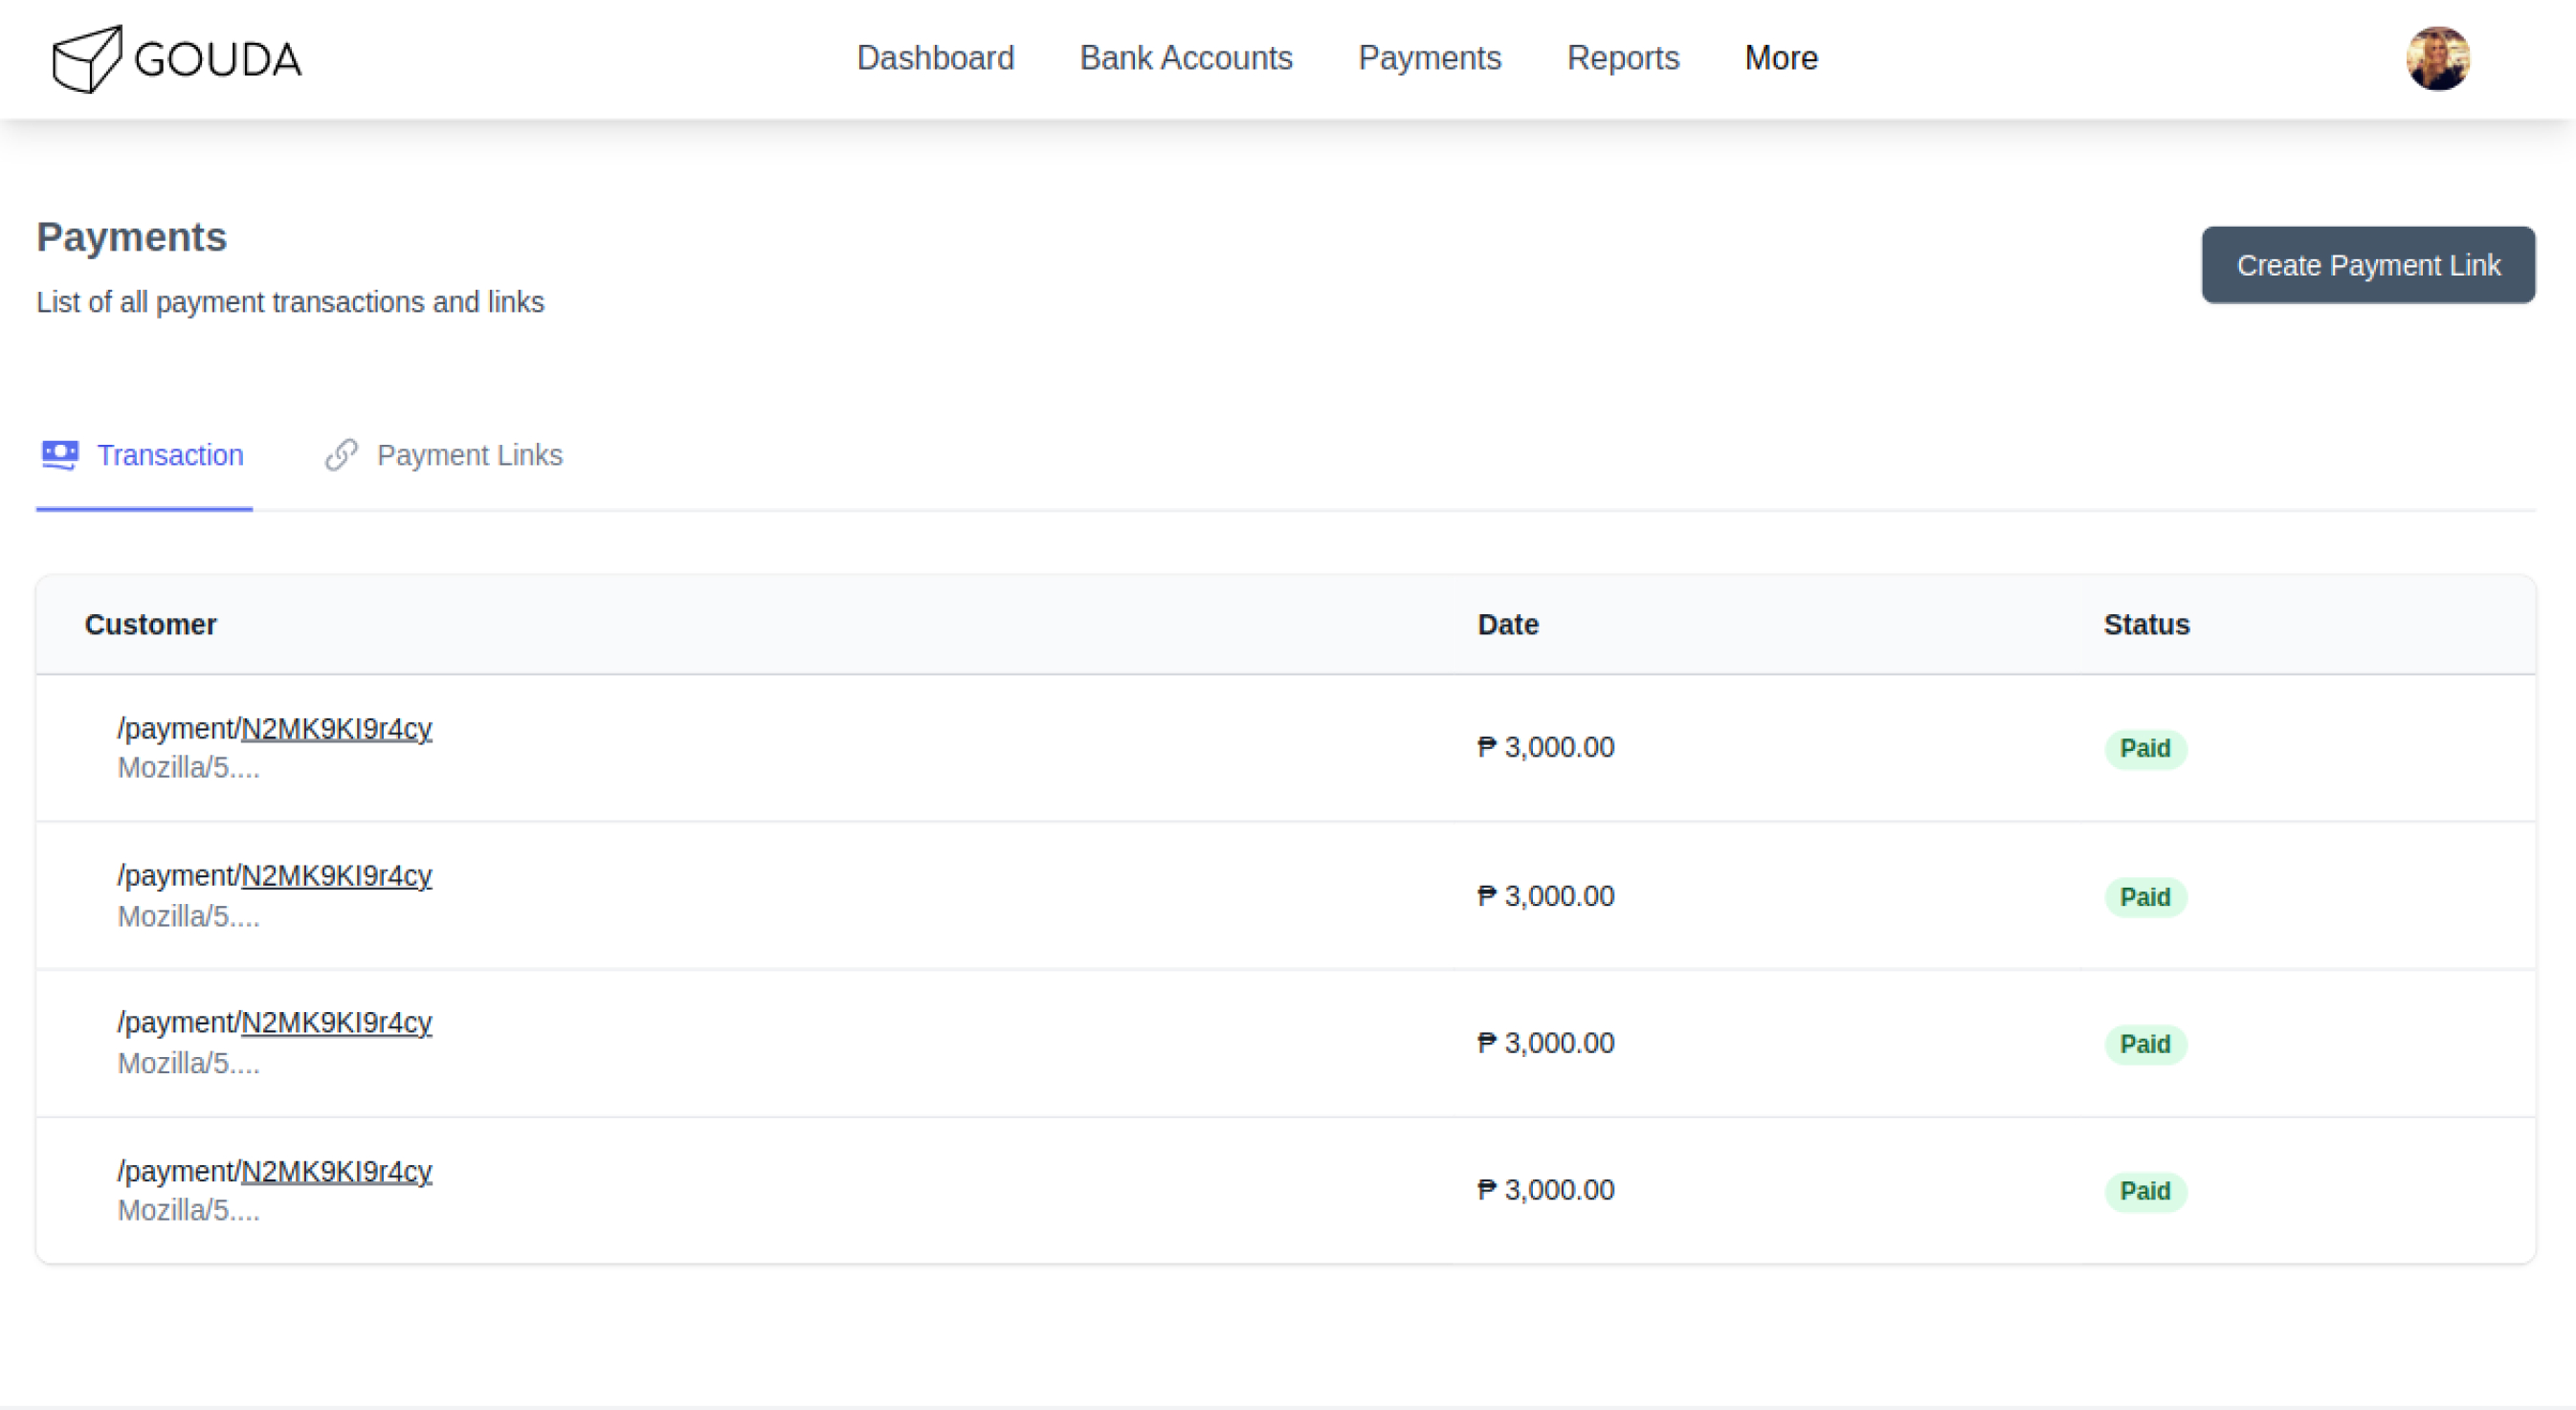 GOUDA
Dashboard Bank Accounts Payments Reports More
Payments
Create Payment Link
List of all payment transactions and links
Transaction Payment Links
Customer Date Status
/payment/N2MK9KI9r4cy
Mozilla/5....
₱ 3,000.00 Paid
/payment/N2MK9KI9r4cy
Mozilla/5....
₱ 3,000.00 Paid
/payment/N2MK9KI9r4cy
Mozilla/5....
₱ 3,000.00 Paid
/payment/N2MK9KI9r4cy
Mozilla/5....
₱ 3,000.00 Paid